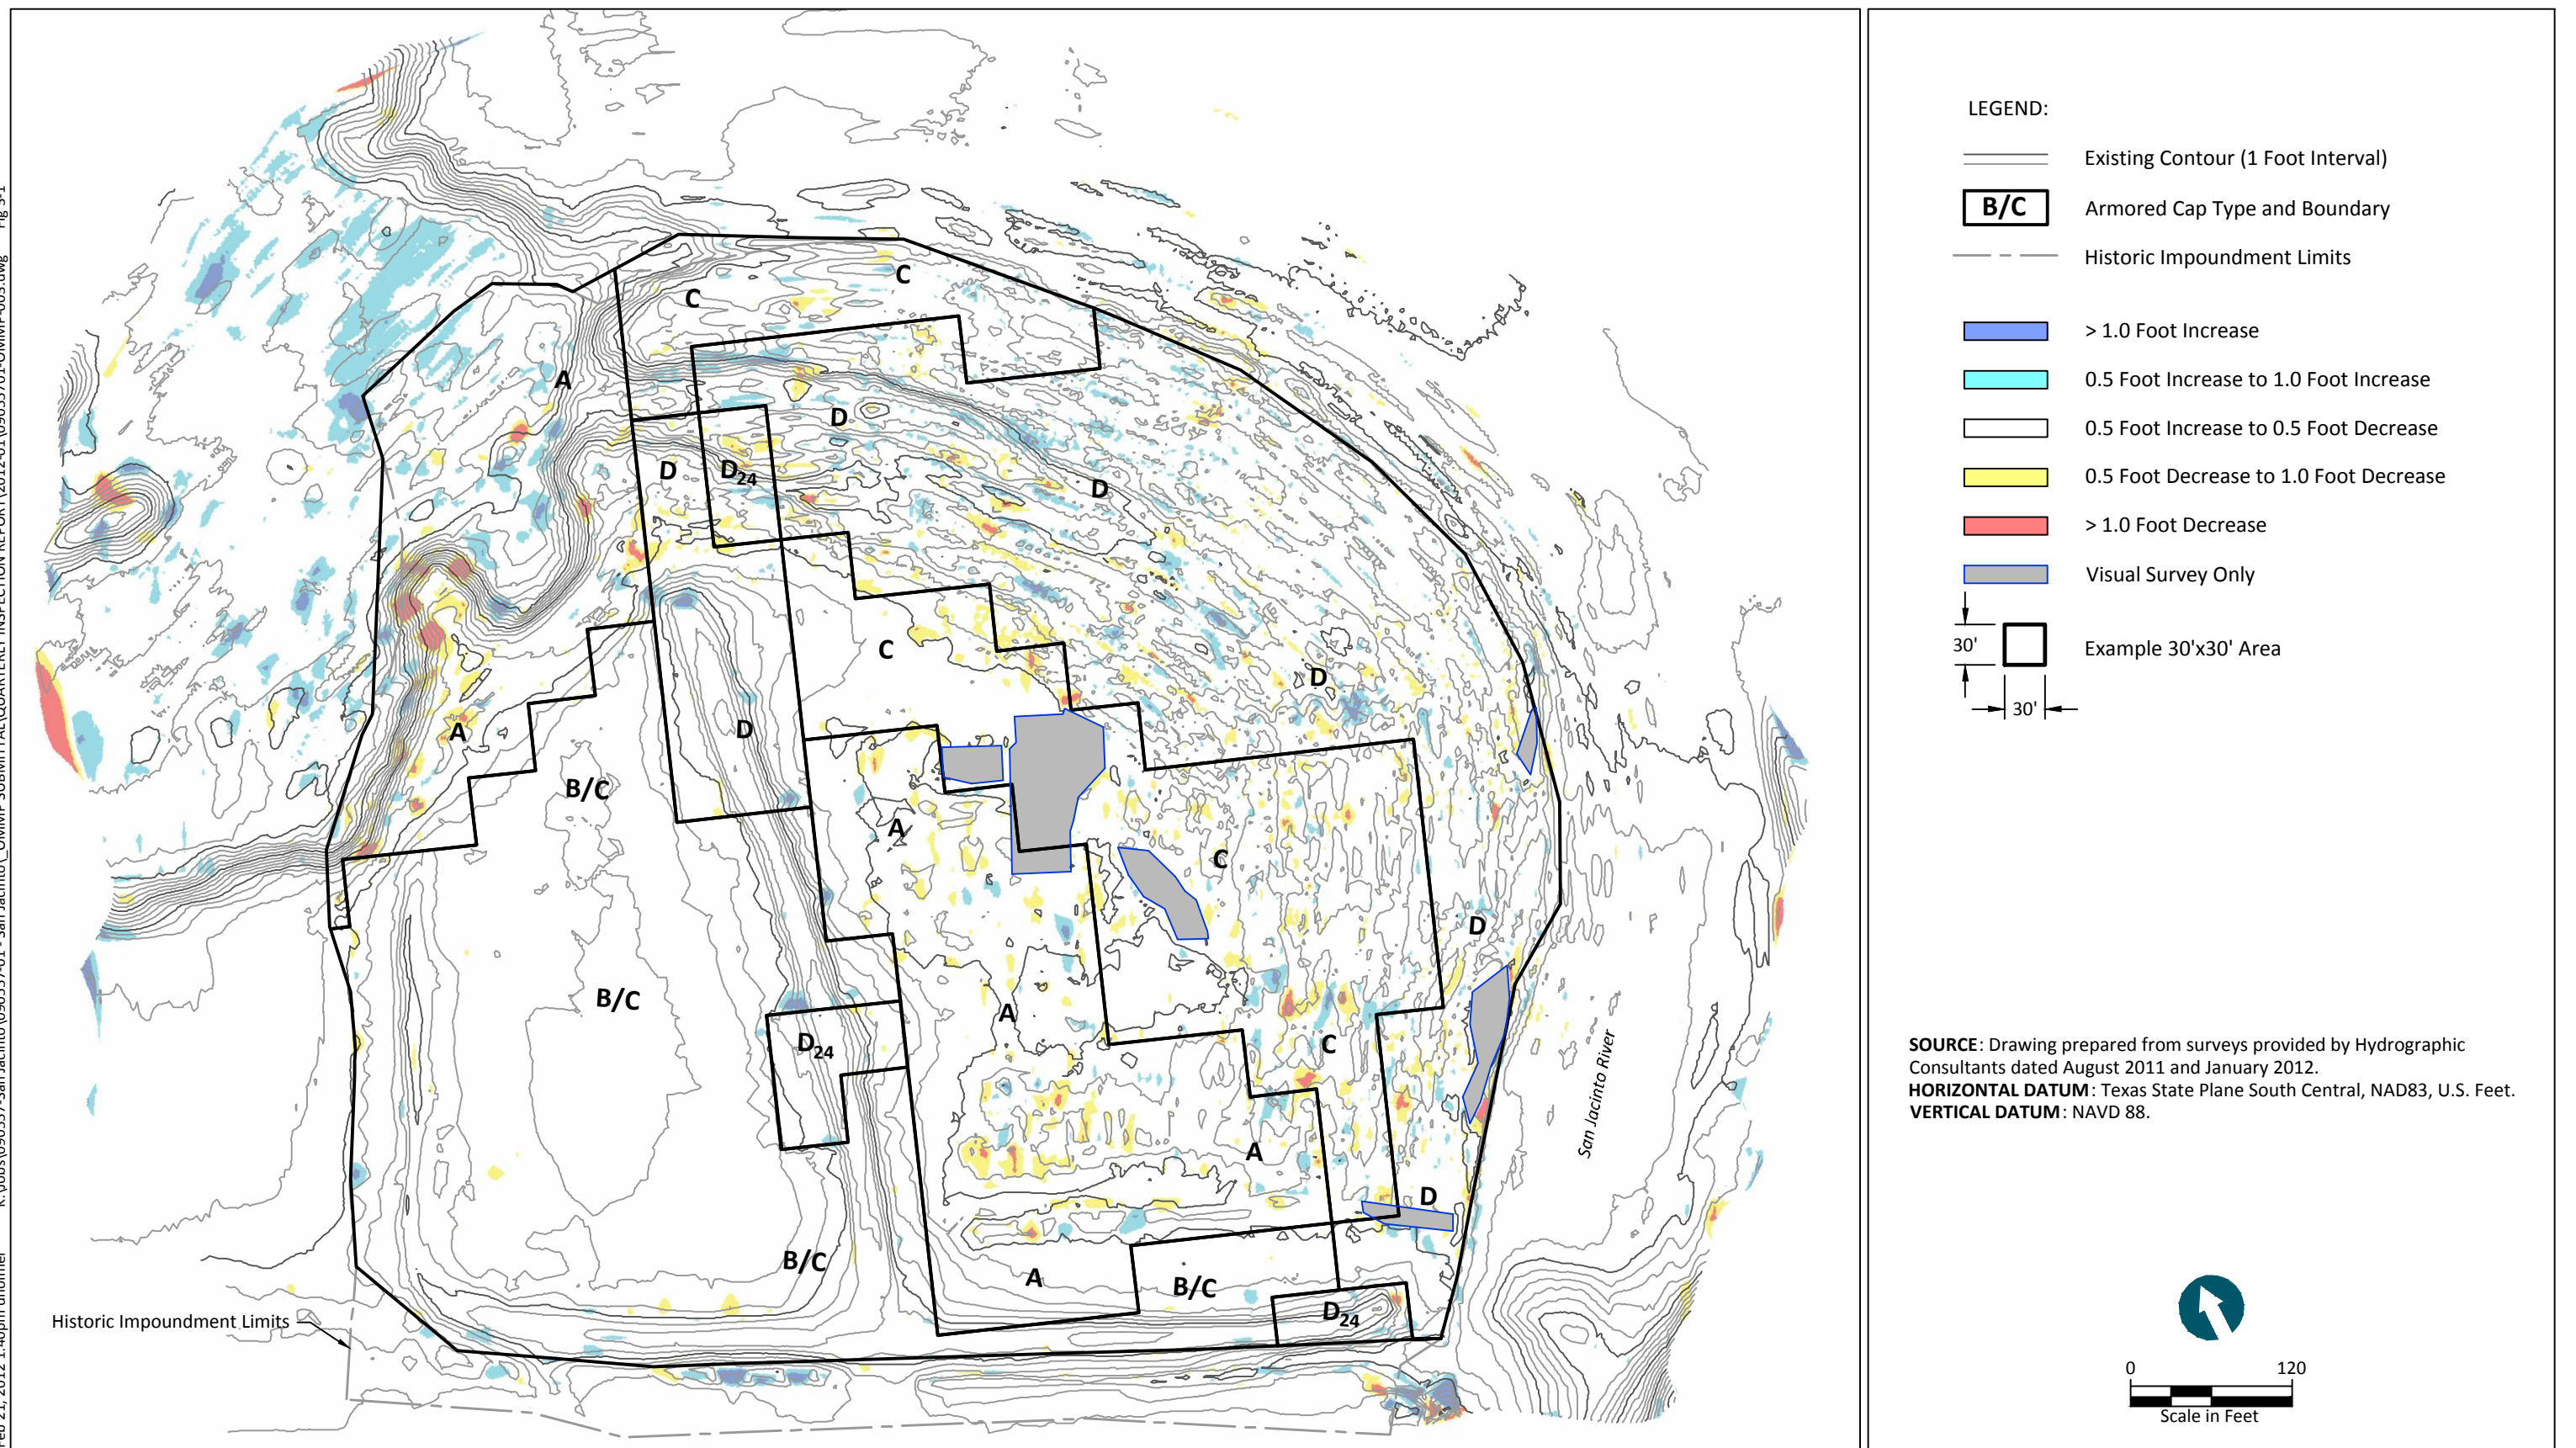 C
C
A
D
D
D24
D
C
D
A
D
B/C
A
C
D
B/C
A
D24
C
A
D
B/C
A
B/C
D24
San Jacinto River
Historic Impoundment Limits
LEGEND:
Existing Contour (1 Foot Interval)
B/C Armored Cap Type and Boundary
Historic Impoundment Limits
> 1.0 Foot Increase
0.5 Foot Increase to 1.0 Foot Increase
0.5 Foot Increase to 0.5 Foot Decrease
0.5 Foot Decrease to 1.0 Foot Decrease
> 1.0 Foot Decrease
Visual Survey Only
30' Example 30'x30' Area
30'
SOURCE: Drawing prepared from surveys provided by Hydrographic
Consultants dated August 2011 and January 2012.
HORIZONTAL DATUM: Texas State Plane South Central, NAD83, U.S. Feet.
VERTICAL DATUM: NAVD 88.
0 120
Scale in Feet